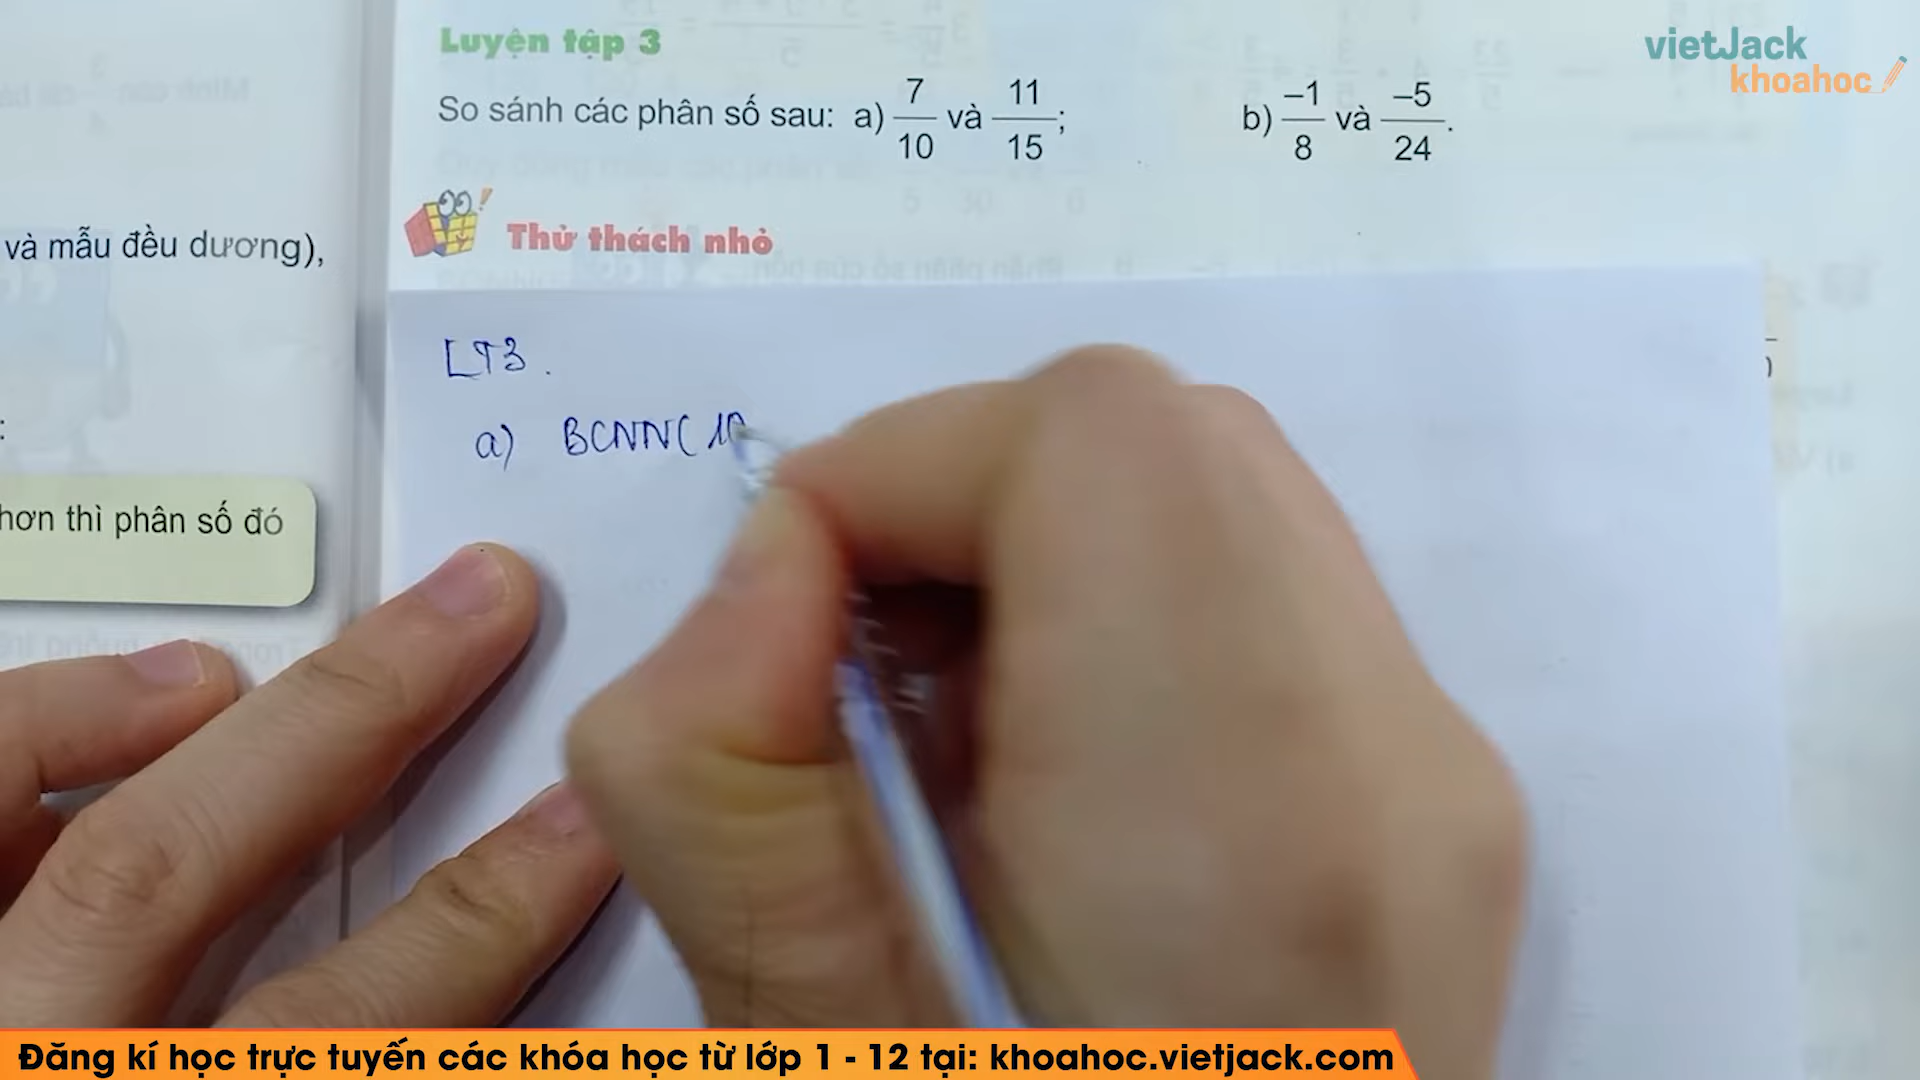 vietJack
khoahoc
Luyện tập 3
So sánh các phân số sau: a) 7/10 và 11/15; b) –1/8 và –5/24.
Thử thách nhỏ
và mẫu đều dương),
:
hơn thì phân số đó
LT3.
a) BCNN(10
Đăng kí học trực tuyến các khóa học từ lớp 1 - 12 tại: khoahoc.vietjack.com